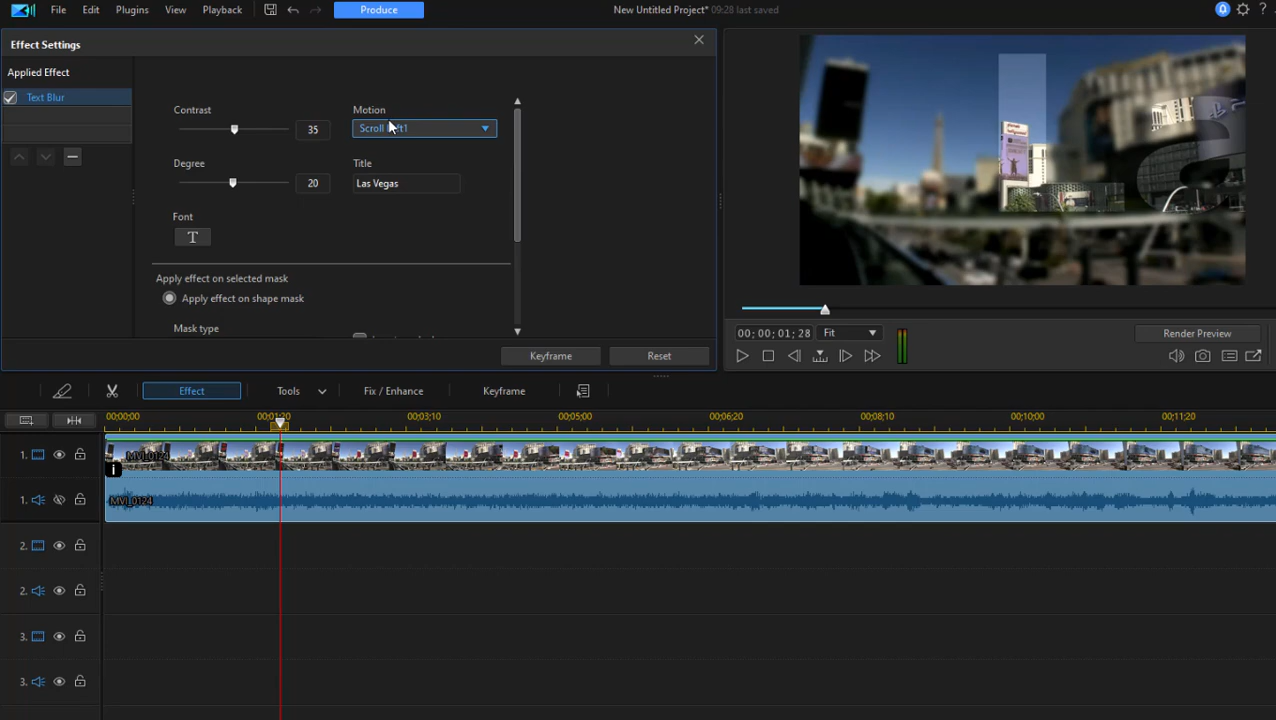 File Edit Plugins View Playback Produce New Untitled Project* 09:28 last saved ?
Effect Settings
Applied Effect
Text Blur
Contrast
35
Motion
Degree
20
Title
Las Vegas
Font
T
Apply effect on selected mask
Apply effect on shape mask
Mask type
Keyframe Reset
00;00;01;28 Fit Render Preview
Effect Tools Fix / Enhance Keyframe
00;00;00 00;01;20 00;03;10 00;05;00 00;06;20 00;08;10 00;10;00 00;11;20
1. MVI_0124
i
1. MVI_0124
2.
2.
3.
3.